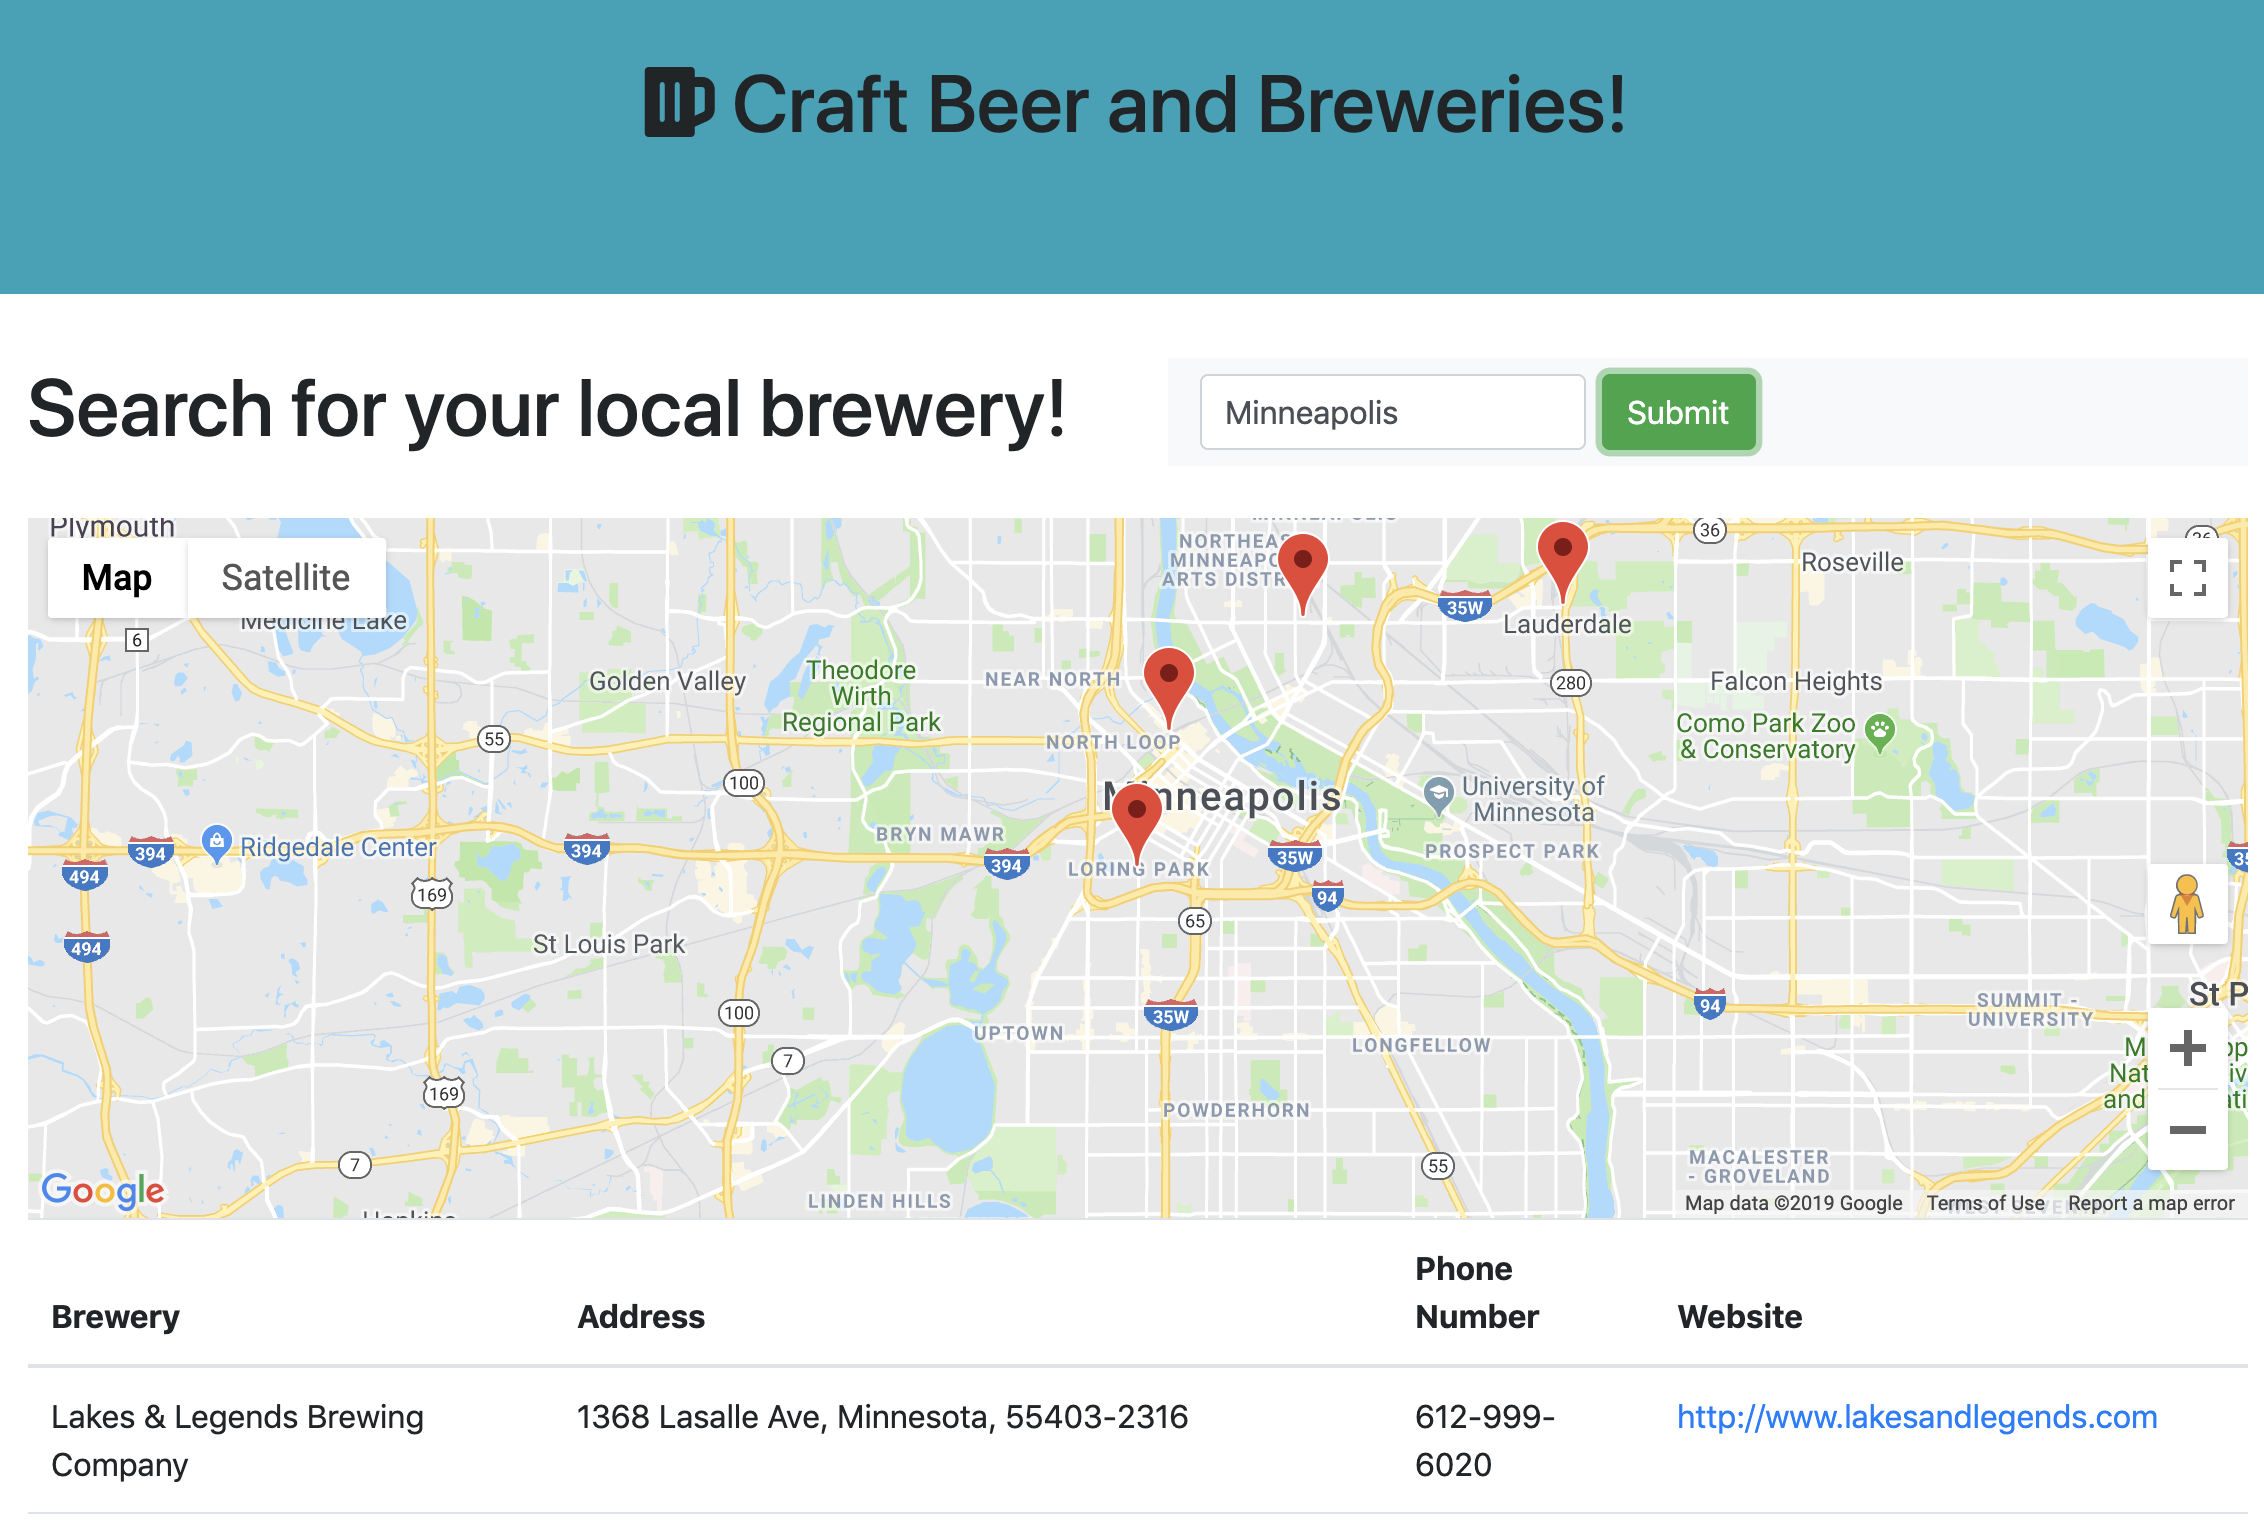 Craft Beer and Breweries!
Search for your local brewery!
Minneapolis
Submit
Plymouth
Map
Satellite
Medicine Lake
6
NORTHEAS
MINNEAPO
ARTS DISTR
36
Roseville
35W
Lauderdale
Golden Valley
Theodore
Wirth
Regional Park
NEAR NORTH
280
Falcon Heights
Como Park Zoo
& Conservatory
55
NORTH LOOP
100
Minneapolis
University of
Minnesota
BRYN MAWR
394
Ridgedale Center
394
394
LORING PARK
35W
PROSPECT PARK
494
169
94
65
494
St Louis Park
100
35W
94
SUMMIT -
UNIVERSITY
St P
UPTOWN
LONGFELLOW
7
169
POWDERHORN
Nat
and
7
55
MACALESTER
- GROVELAND
Google
LINDEN HILLS
Hopkins
Map data ©2019 Google
Terms of Use
Report a map error
Brewery
Address
Phone
Number
Website
Lakes & Legends Brewing
Company
1368 Lasalle Ave, Minnesota, 55403-2316
612-999-
6020
http://www.lakesandlegends.com